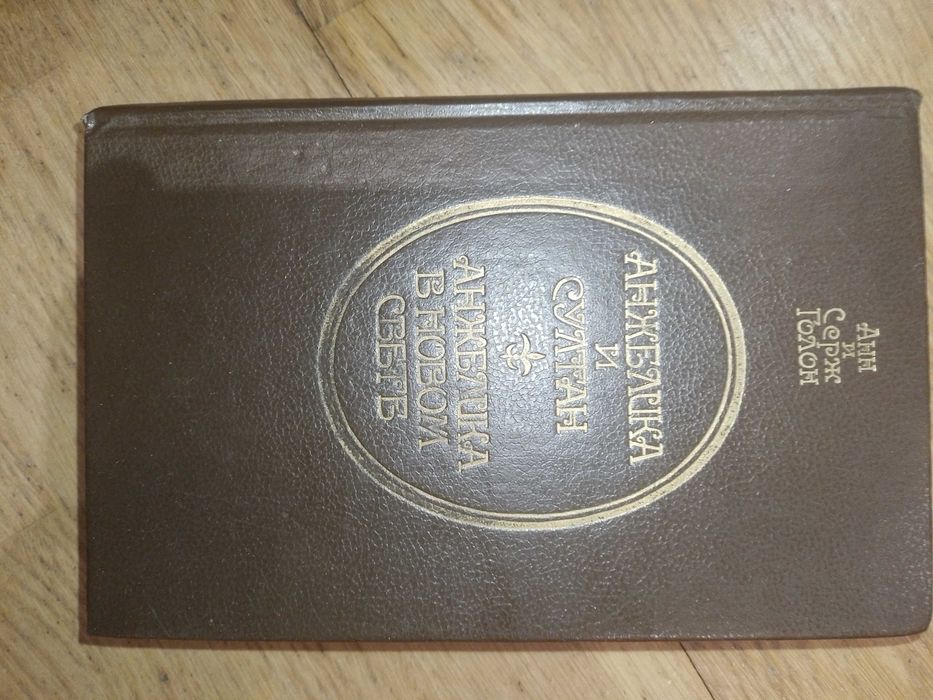 Анн
и
Серж
Голон
АНЖЕЛИКА
И
СУЛТАН
АНЖЕЛИКА
В НОВОМ
СВЕТЕ